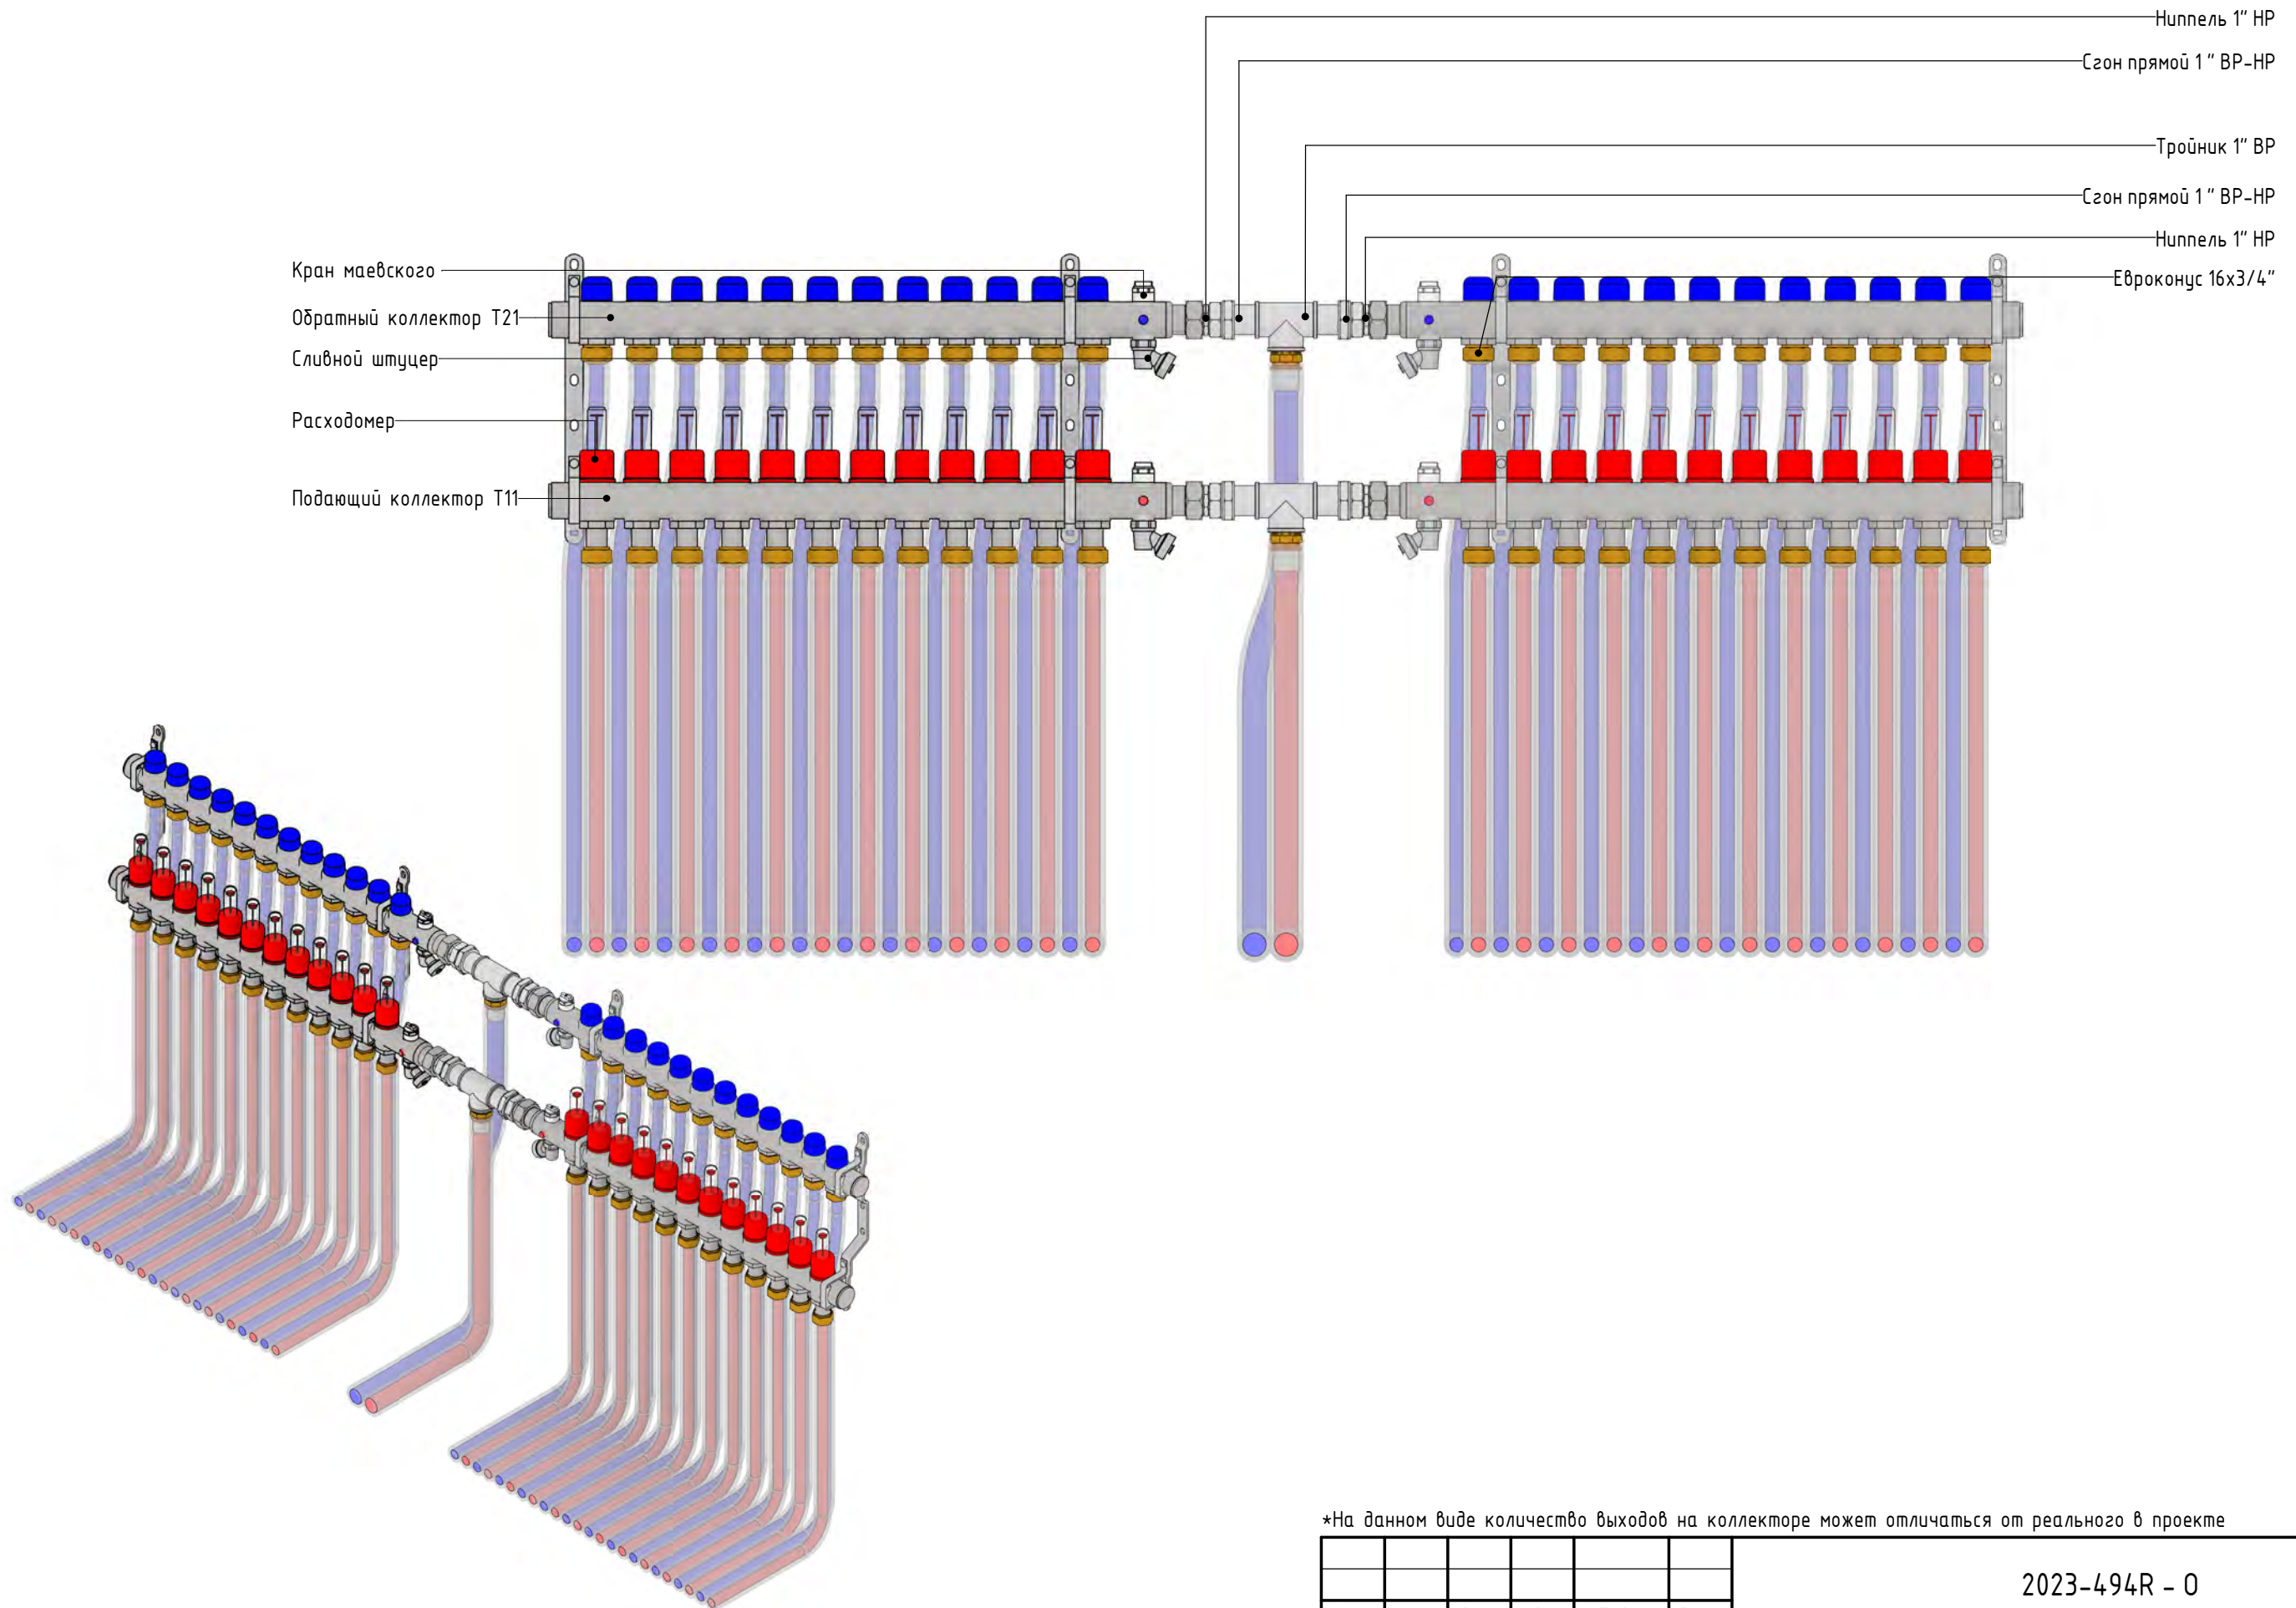 Ниппель 1" НР
Сгон прямой 1" ВР-НР
Тройник 1" ВР
Сгон прямой 1" ВР-НР
Ниппель 1" НР
Евроконус 16x3/4"
Кран маевского
Обратный коллектор Т21
Сливной штуцер
Расходомер
Подающий коллектор Т11
*На данном виде количество выходов на коллекторе может отличаться от реального в проекте
2023-494R - О